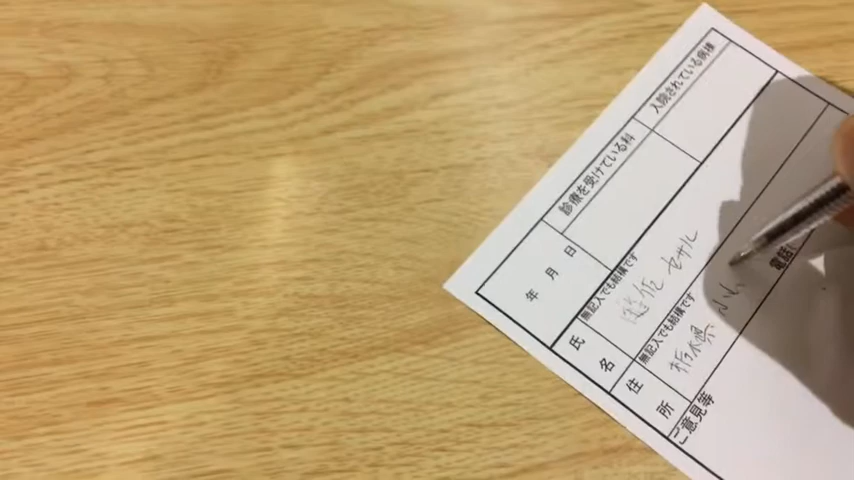 入院されている病棟
診療を受けている科
年 月 日
氏名
無記入でも結構です
セサル
住所
無記入でも結構です
栃木県 小山
電話
ご意見等